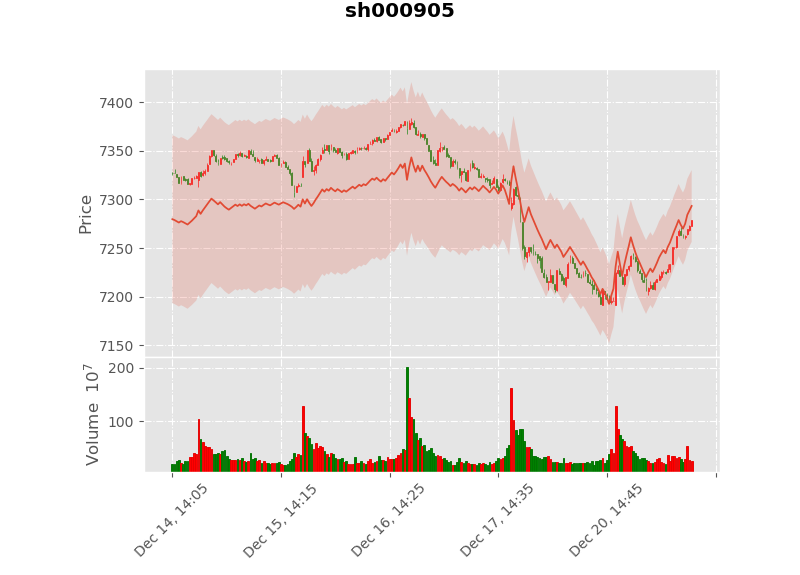 sh000905
7400
7350
7300
7250
7200
7150
Price
200
100
Volume 10^7
Dec 14, 14:05
Dec 15, 14:15
Dec 16, 14:25
Dec 17, 14:35
Dec 20, 14:45